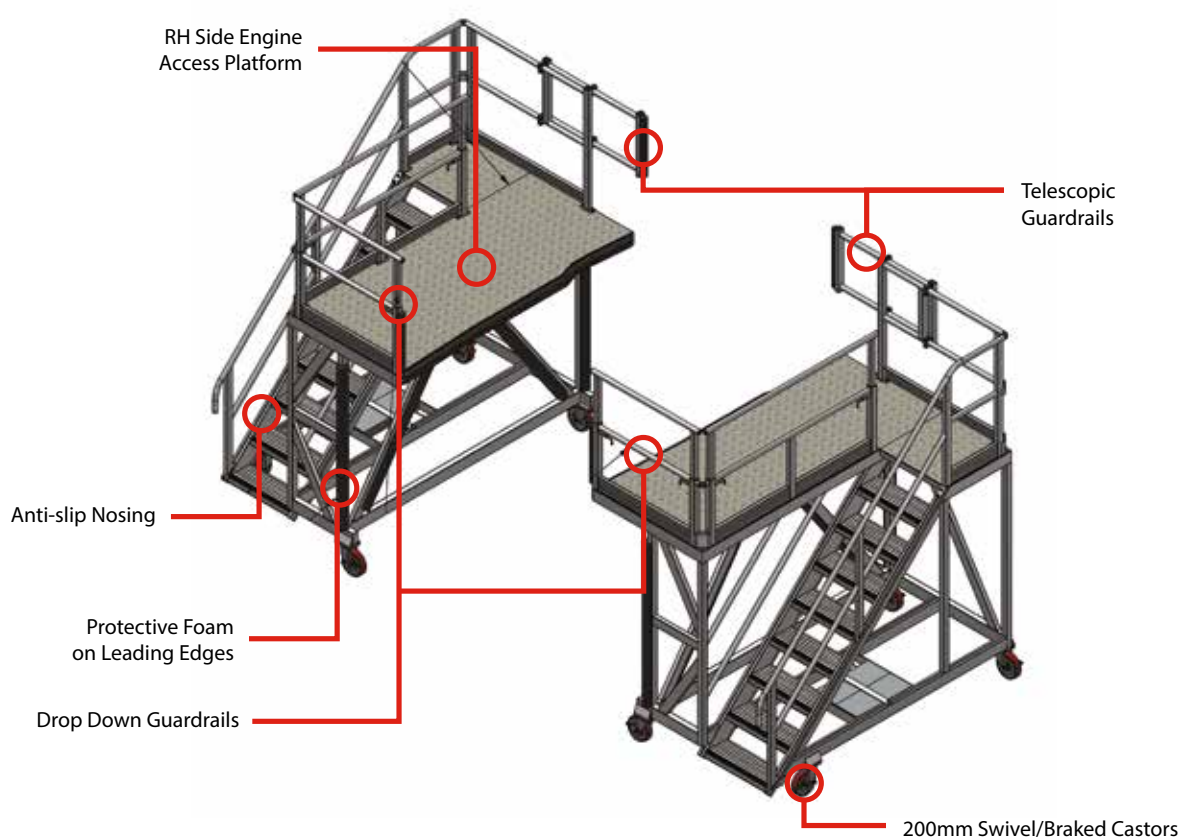 RH Side Engine
Access Platform
Telescopic
Guardrails
Anti-slip Nosing
Protective Foam
on Leading Edges
Drop Down Guardrails
200mm Swivel/Braked Castors